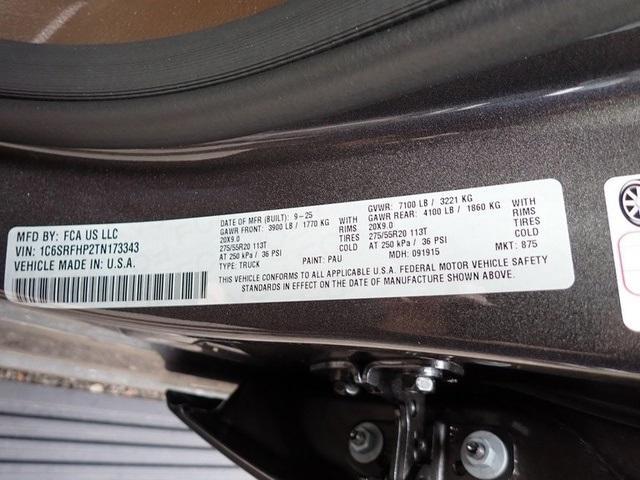 MFD BY: FCA US LLC
VIN: 1C6SRFHP2TN173343
VEHICLE MADE IN: U.S.A.
DATE OF MFR (BUILT): 9-25
GAWR FRONT: 3900 LB / 1770 KG WITH
20X9.0 RIMS
275/55R20 113T TIRES
AT 250 kPa / 36 PSI COLD
TYPE: TRUCK
GVWR: 7100 LB / 3221 KG
GAWR REAR: 4100 LB / 1860 KG WITH
20X9.0 RIMS
275/55R20 113T TIRES
AT 250 kPa / 36 PSI COLD
PAINT: PAU MDH: 091915 MKT: 875
THIS VEHICLE CONFORMS TO ALL APPLICABLE U.S.A. FEDERAL MOTOR VEHICLE SAFETY
STANDARDS IN EFFECT ON THE DATE OF MANUFACTURE SHOWN ABOVE.